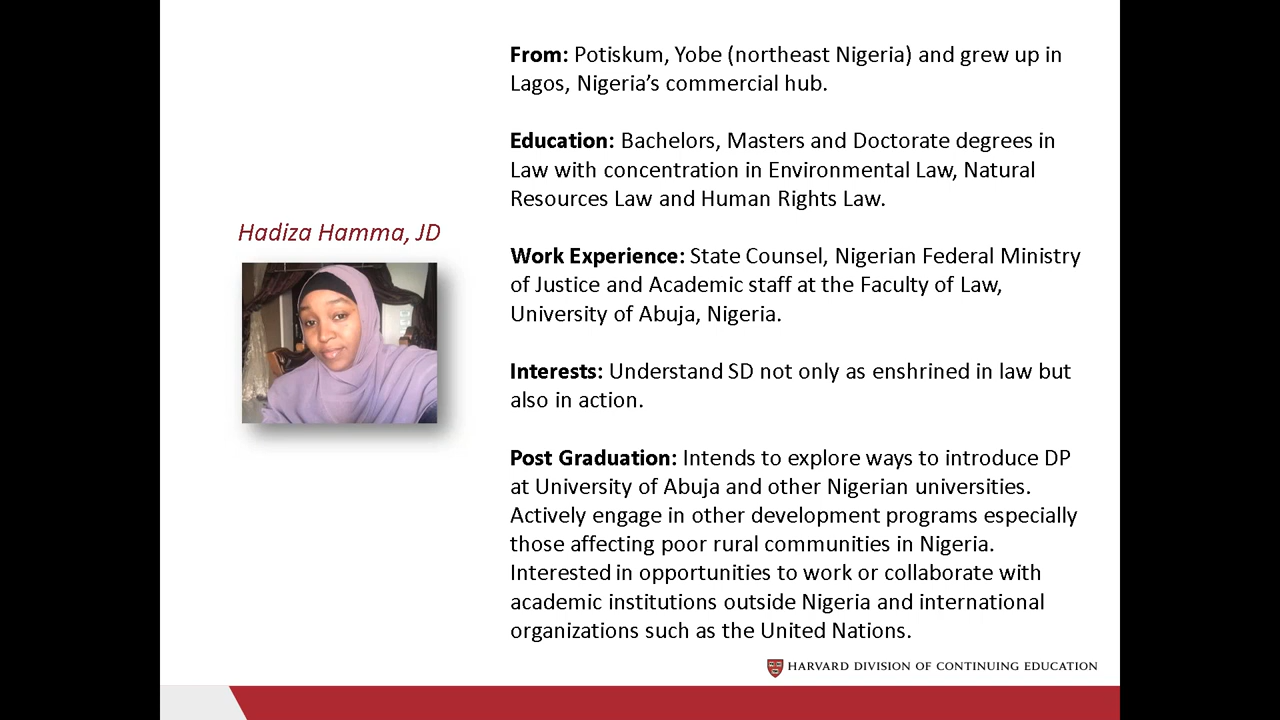 Hadiza Hamma, JD
From: Potiskum, Yobe (northeast Nigeria) and grew up in
Lagos, Nigeria’s commercial hub.
Education: Bachelors, Masters and Doctorate degrees in
Law with concentration in Environmental Law, Natural
Resources Law and Human Rights Law.
Work Experience: State Counsel, Nigerian Federal Ministry
of Justice and Academic staff at the Faculty of Law,
University of Abuja, Nigeria.
Interests: Understand SD not only as enshrined in law but
also in action.
Post Graduation: Intends to explore ways to introduce DP
at University of Abuja and other Nigerian universities.
Actively engage in other development programs especially
those affecting poor rural communities in Nigeria.
Interested in opportunities to work or collaborate with
academic institutions outside Nigeria and international
organizations such as the United Nations.
HARVARD DIVISION OF CONTINUING EDUCATION